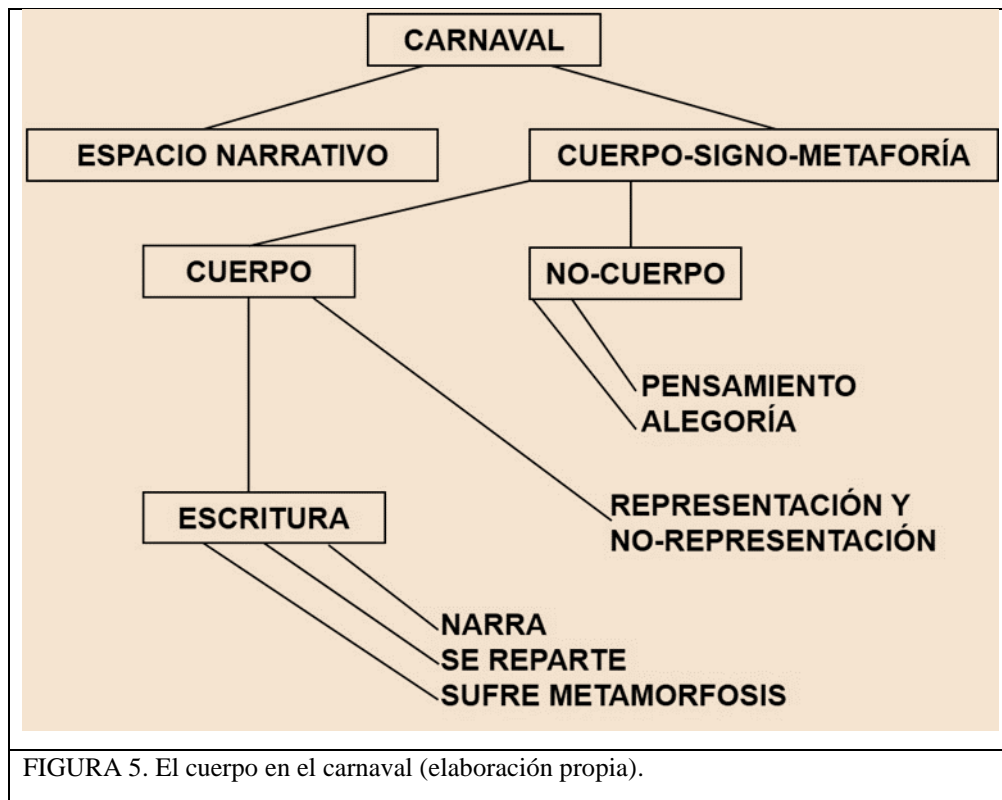 CARNAVAL
ESPACIO NARRATIVO
CUERPO-SIGNO-METAFORÍA
CUERPO
NO-CUERPO
PENSAMIENTO
ALEGORÍA
ESCRITURA
REPRESENTACIÓN Y
NO-REPRESENTACIÓN
NARRA
SE REPARTE
SUFRE METAMORFOSIS
FIGURA 5. El cuerpo en el carnaval (elaboración propia).